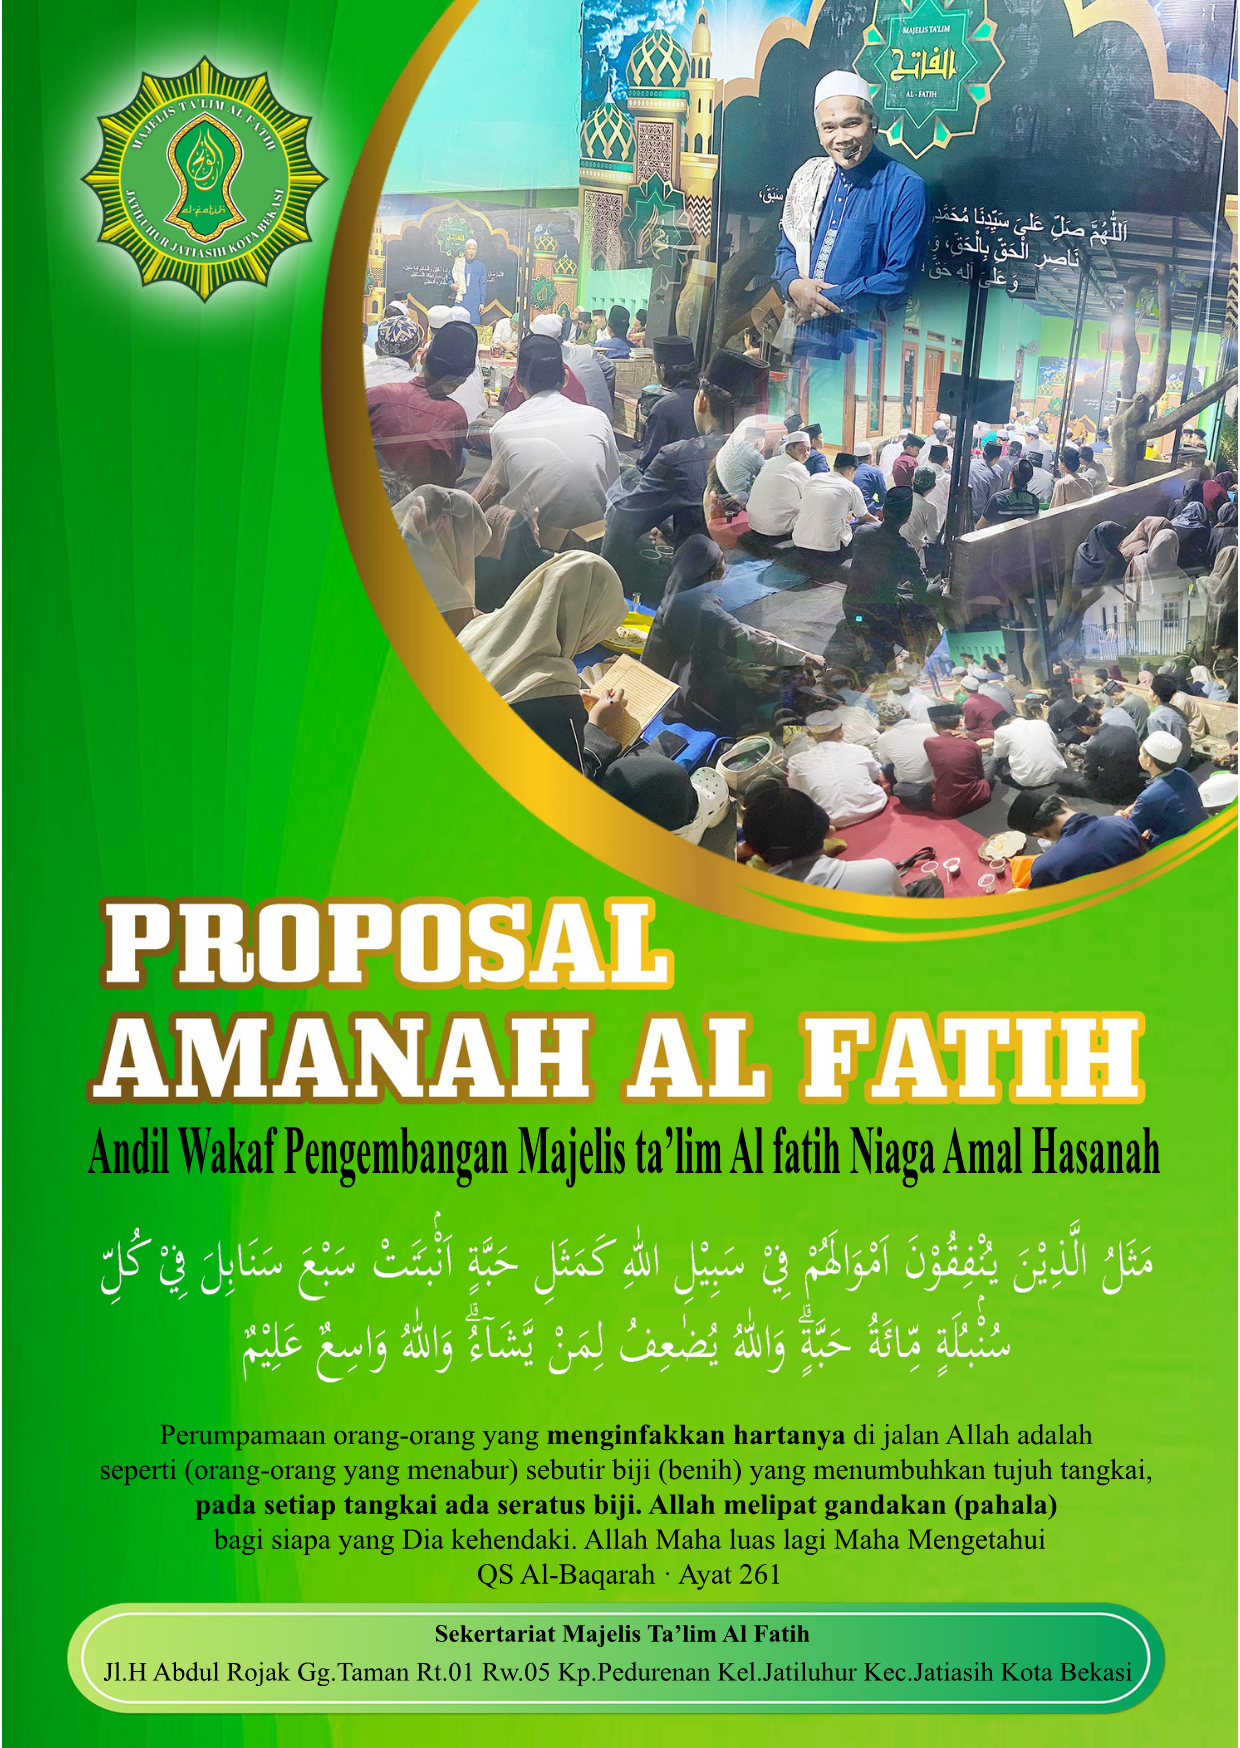 MAJELIS TA'LIM AL FATIH
al-fatih
JATILUHUR JATIASIH KOTA BEKASI
MAJELIS TA'LIM
الفاتح
AL - FATIH
سَبَقَ،
اَللّٰهُمَّ صَلِّ عَلَى سَيِّدِنَا مُحَمَّدٍ
نَاصِرِ الْحَقِّ بِالْحَقِّ، وَ
وَعَلَى آلِهِ حَقَّ
PROPOSAL
AMANAH AL FATIH
Andil Wakaf Pengembangan Majelis ta’lim Al fatih Niaga Amal Hasanah
مَثَلُ الَّذِيْنَ يُنْفِقُوْنَ اَمْوَالَهُمْ فِيْ سَبِيْلِ اللّٰهِ كَمَثَلِ حَبَّةٍ اَنْۢبَتَتْ سَبْعَ سَنَابِلَ فِيْ كُلِّ
سُنْۢبُلَةٍ مِّائَةُ حَبَّةٍۗ وَاللّٰهُ يُضٰعِفُ لِمَنْ يَّشَاۤءُۗ وَاللّٰهُ وَاسِعٌ عَلِيْمٌ
Perumpamaan orang-orang yang menginfakkan hartanya di jalan Allah adalah
seperti (orang-orang yang menabur) sebutir biji (benih) yang menumbuhkan tujuh tangkai,
pada setiap tangkai ada seratus biji. Allah melipat gandakan (pahala)
bagi siapa yang Dia kehendaki. Allah Maha luas lagi Maha Mengetahui
QS Al-Baqarah · Ayat 261
Sekertariat Majelis Ta’lim Al Fatih
Jl.H Abdul Rojak Gg.Taman Rt.01 Rw.05 Kp.Pedurenan Kel.Jatiluhur Kec.Jatiasih Kota Bekasi